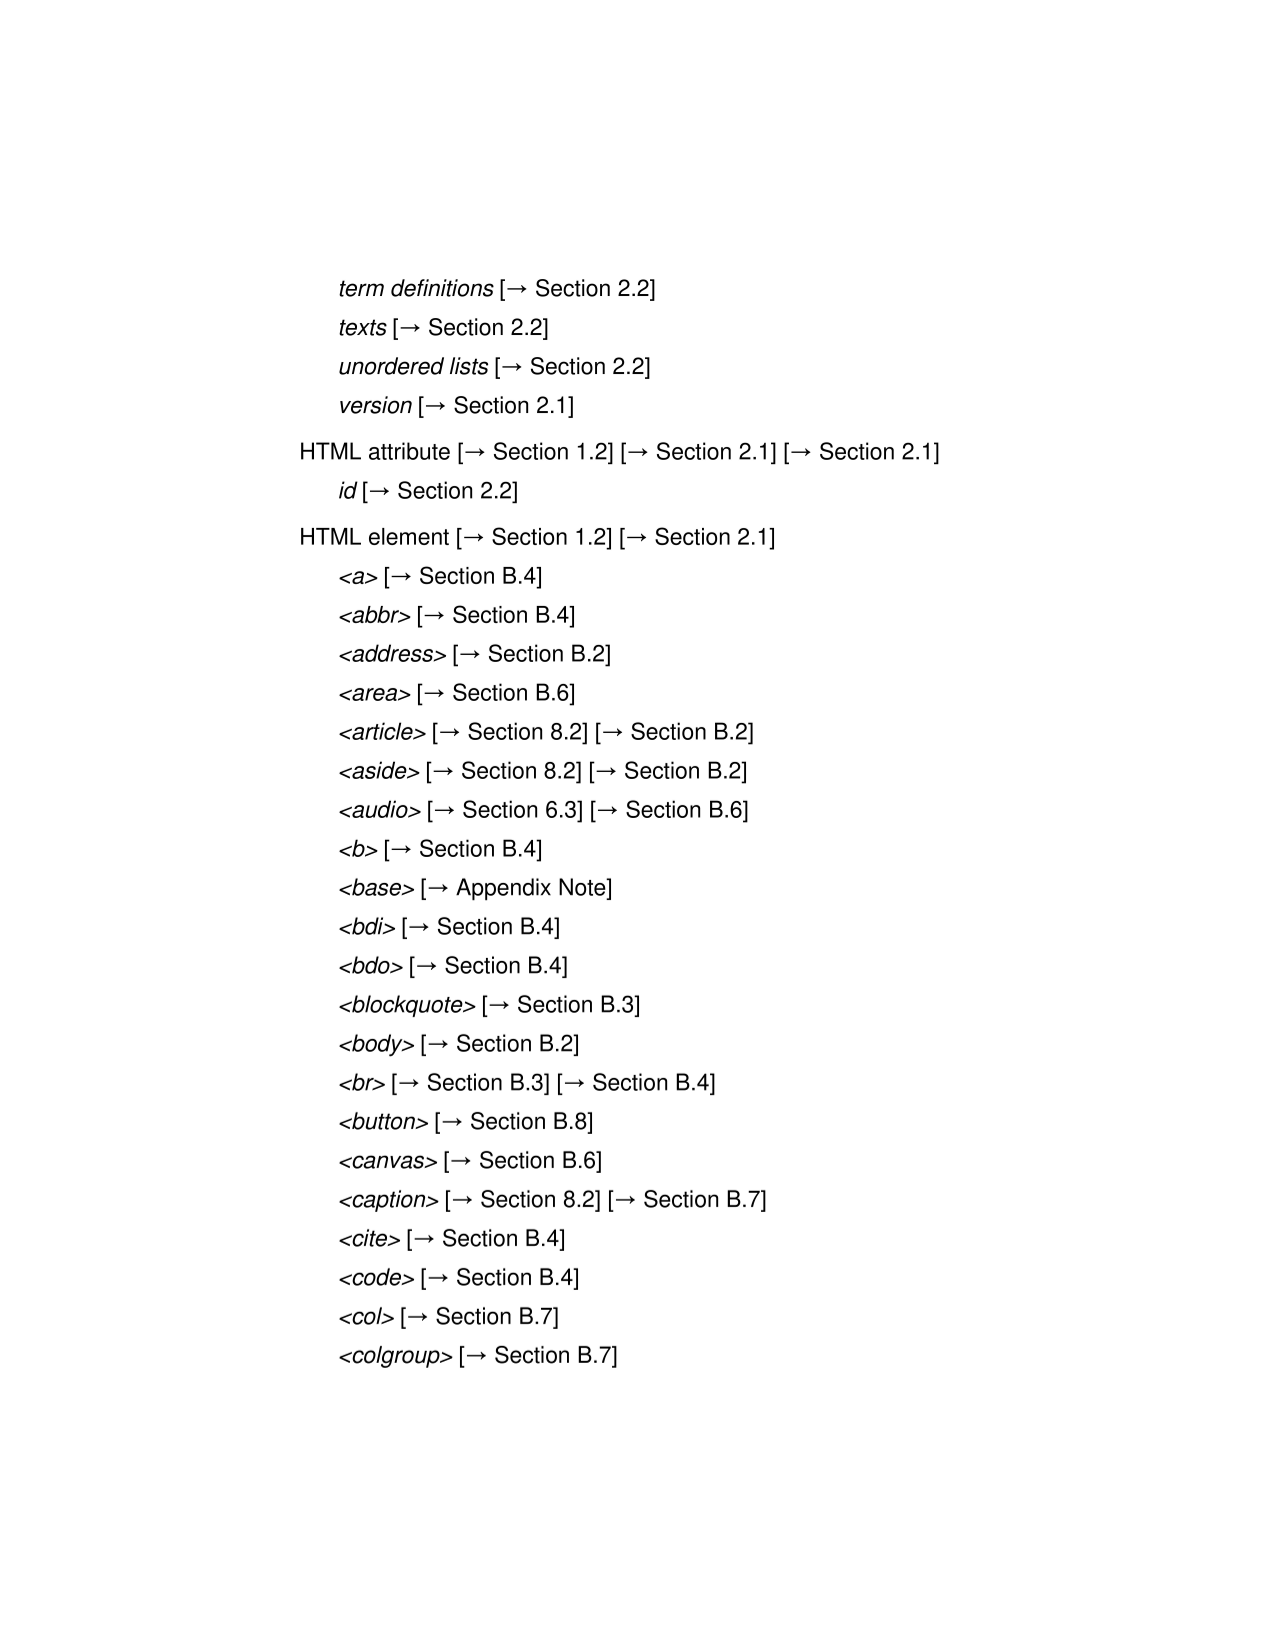 term definitions [→ Section 2.2]
texts [→ Section 2.2]
unordered lists [→ Section 2.2]
version [→ Section 2.1]
HTML attribute [→ Section 1.2] [→ Section 2.1] [→ Section 2.1]
id [→ Section 2.2]
HTML element [→ Section 1.2] [→ Section 2.1]
<a> [→ Section B.4]
<abbr> [→ Section B.4]
<address> [→ Section B.2]
<area> [→ Section B.6]
<article> [→ Section 8.2] [→ Section B.2]
<aside> [→ Section 8.2] [→ Section B.2]
<audio> [→ Section 6.3] [→ Section B.6]
<b> [→ Section B.4]
<base> [→ Appendix Note]
<bdi> [→ Section B.4]
<bdo> [→ Section B.4]
<blockquote> [→ Section B.3]
<body> [→ Section B.2]
<br> [→ Section B.3] [→ Section B.4]
<button> [→ Section B.8]
<canvas> [→ Section B.6]
<caption> [→ Section 8.2] [→ Section B.7]
<cite> [→ Section B.4]
<code> [→ Section B.4]
<col> [→ Section B.7]
<colgroup> [→ Section B.7]